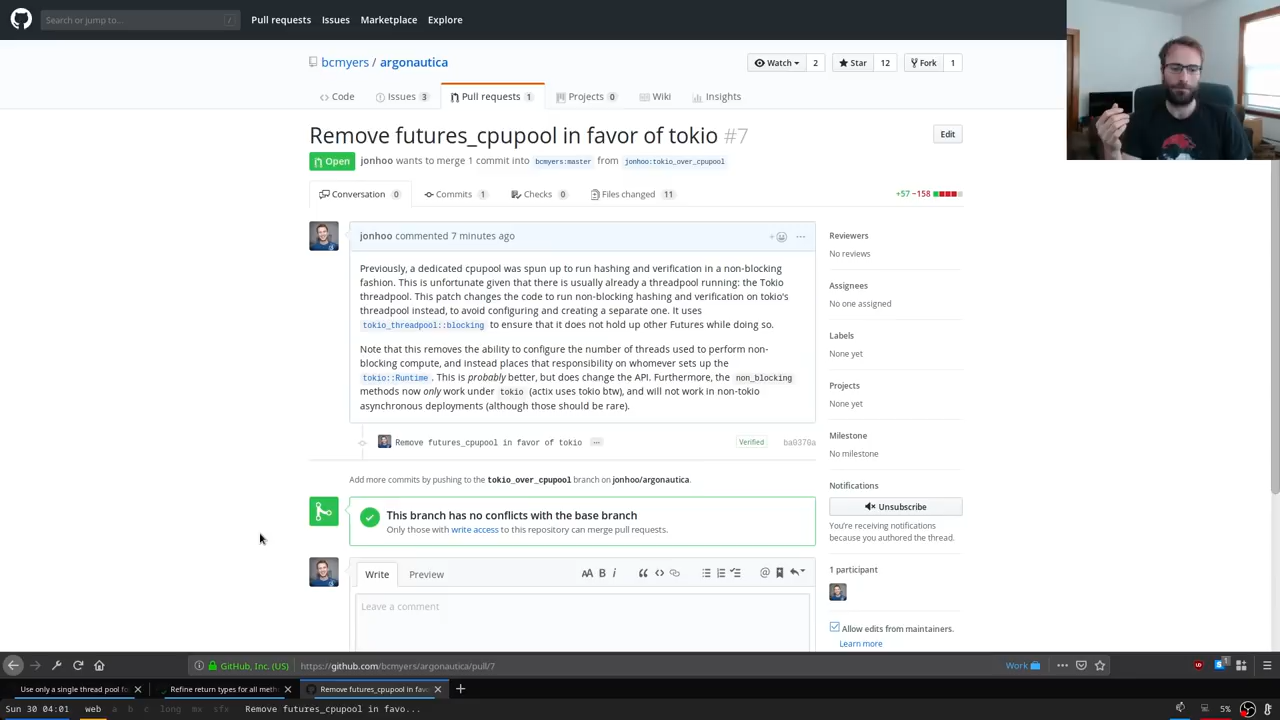 Search or jump to...
/
Pull requests
Issues
Marketplace
Explore
bcmyers / argonautica
Watch
2
Star
12
Fork
1
Code
Issues 3
Pull requests 1
Projects 0
Wiki
Insights
Remove futures_cpupool in favor of tokio #7
Edit
Open
jonhoo wants to merge 1 commit into bcmyers:master from jonhoo:tokio_over_cpupool
Conversation 0
Commits 1
Checks 0
Files changed 11
+57 −158
jonhoo commented 7 minutes ago
Previously, a dedicated cpupool was spun up to run hashing and verification in a non-blocking
fashion. This is unfortunate given that there is usually already a threadpool running: the Tokio
threadpool. This patch changes the code to run non-blocking hashing and verification on tokio's
threadpool instead, to avoid configuring and creating a separate one. It uses
tokio_threadpool::blocking to ensure that it does not hold up other Futures while doing so.
Note that this removes the ability to configure the number of threads used to perform non-
blocking compute, and instead places that responsibility on whomever sets up the
tokio::Runtime . This is probably better, but does change the API. Furthermore, the non_blocking
methods now only work under tokio (actix uses tokio btw), and will not work in non-tokio
asynchronous deployments (although those should be rare).
Remove futures_cpupool in favor of tokio
Verified
ba0370a
Add more commits by pushing to the tokio_over_cpupool branch on jonhoo/argonautica.
This branch has no conflicts with the base branch
Only those with write access to this repository can merge pull requests.
Write
Preview
AA B i
Leave a comment
Reviewers
No reviews
Assignees
No one assigned
Labels
None yet
Projects
None yet
Milestone
No milestone
Notifications
Unsubscribe
You're receiving notifications
because you authored the thread.
1 participant
Allow edits from maintainers.
Learn more
GitHub, Inc. (US)
https://github.com/bcmyers/argonautica/pull/7
Work
Use only a single thread pool fo
Refine return types for all meth
Remove futures_cpupool in favo
Sun 30 04:01
web a b c long mx sfx
Remove futures_cpupool in favo...
5%